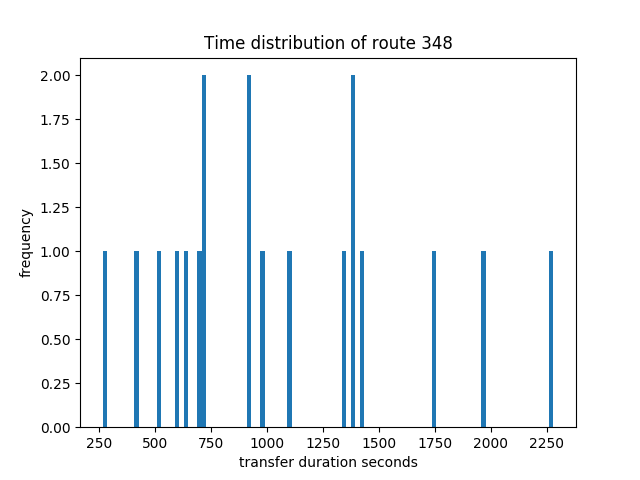 Time distribution of route 348
frequency
2.00
1.75
1.50
1.25
1.00
0.75
0.50
0.25
0.00
250 500 750 1000 1250 1500 1750 2000 2250
transfer duration seconds